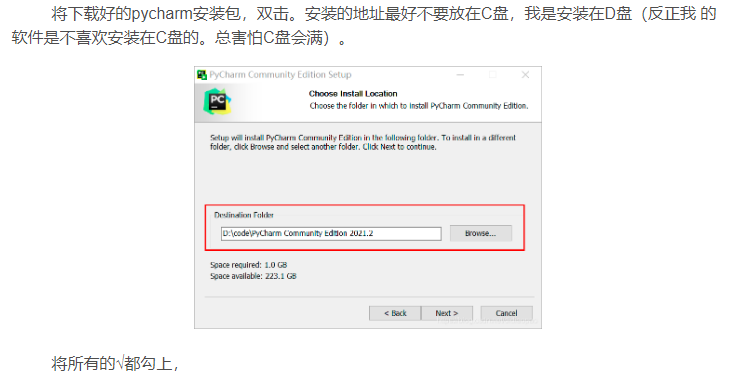 将下载好的pycharm安装包，双击。安装的地址最好不要放在C盘，我是安装在D盘（反正我 的
软件是不喜欢安装在C盘的。总害怕C盘会满）。
PyCharm Community Edition Setup
PC
Choose Install Location
Choose the folder in which to install PyCharm Community Edition.
Setup will install PyCharm Community Edition in the following folder. To install in a different
folder, click Browse and select another folder. Click Next to continue.
Destination Folder
D:\code\PyCharm Community Edition 2021.2
Browse...
Space required: 1.0 GB
Space available: 223.1 GB
< Back
Next >
Cancel
将所有的√都勾上，